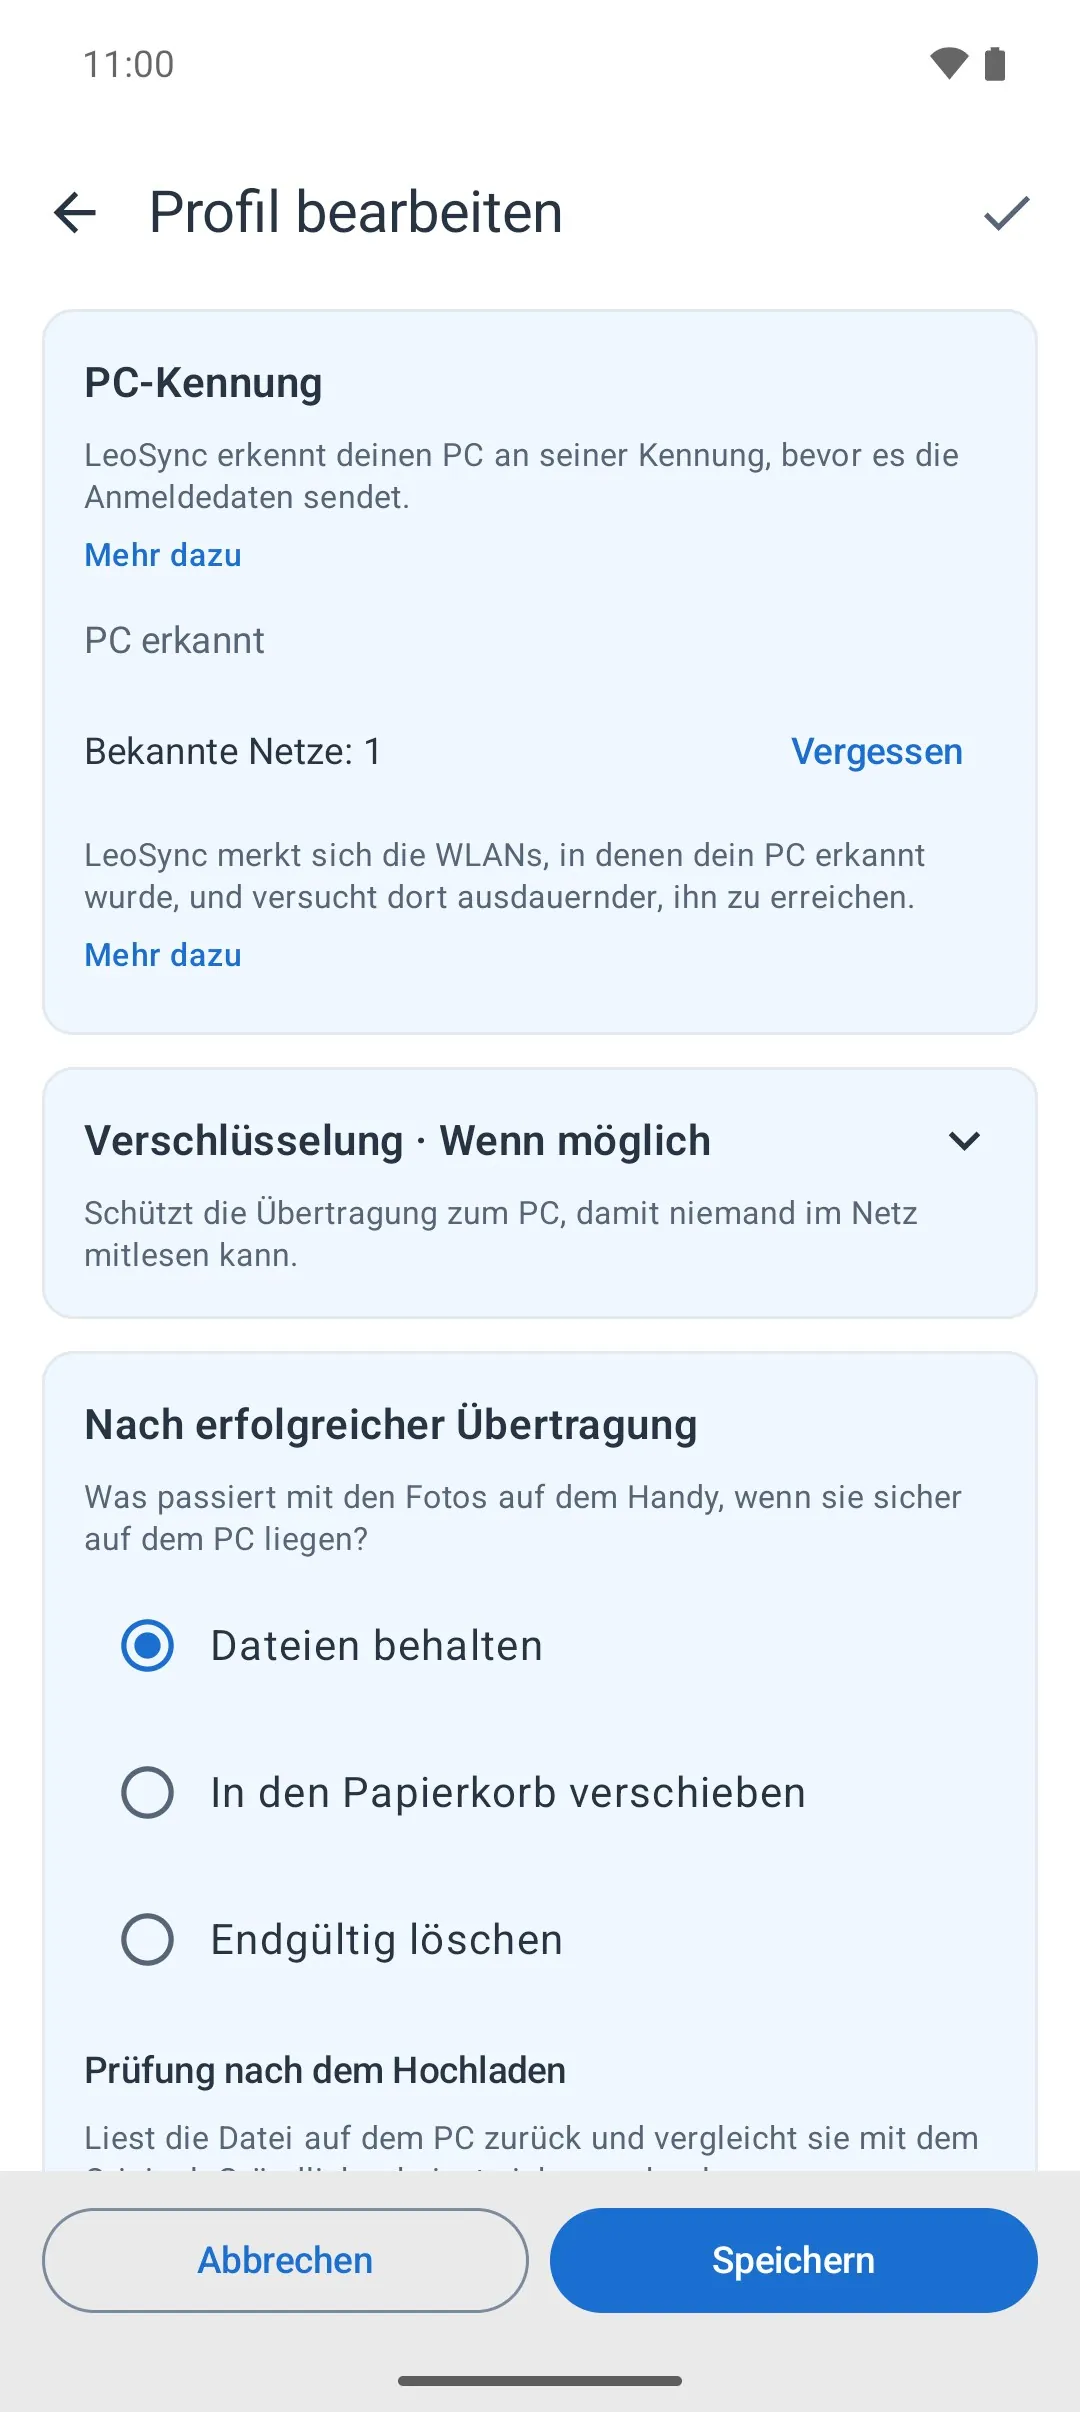 11:00
Profil bearbeiten
PC-Kennung
LeoSync erkennt deinen PC an seiner Kennung, bevor es die
Anmeldedaten sendet.
Mehr dazu
PC erkannt
Bekannte Netze: 1
Vergessen
LeoSync merkt sich die WLANs, in denen dein PC erkannt
wurde, und versucht dort ausdauernder, ihn zu erreichen.
Mehr dazu
Verschlüsselung · Wenn möglich
Schützt die Übertragung zum PC, damit niemand im Netz
mitlesen kann.
Nach erfolgreicher Übertragung
Was passiert mit den Fotos auf dem Handy, wenn sie sicher
auf dem PC liegen?
Dateien behalten
In den Papierkorb verschieben
Endgültig löschen
Prüfung nach dem Hochladen
Liest die Datei auf dem PC zurück und vergleicht sie mit dem
Abbrechen
Speichern